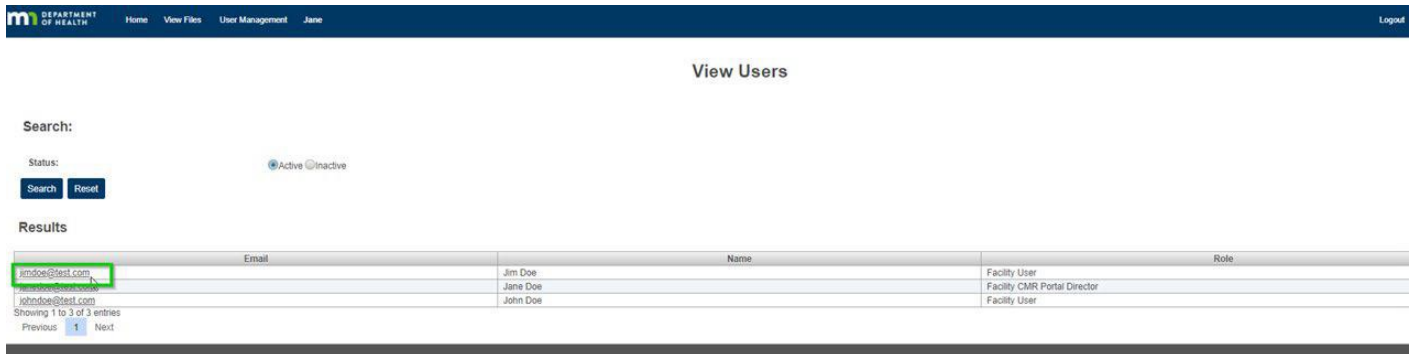 DEPARTMENT
OF HEALTH
Home View Files User Management Jane Logout
View Users
Search:
Status: Active Inactive
Search Reset
Results
Email Name Role
jimdoe@test.com Jim Doe Facility User
Jane Doe Facility CMR Portal Director
johndoe@test.com John Doe Facility User
Showing 1 to 3 of 3 entries
Previous 1 Next